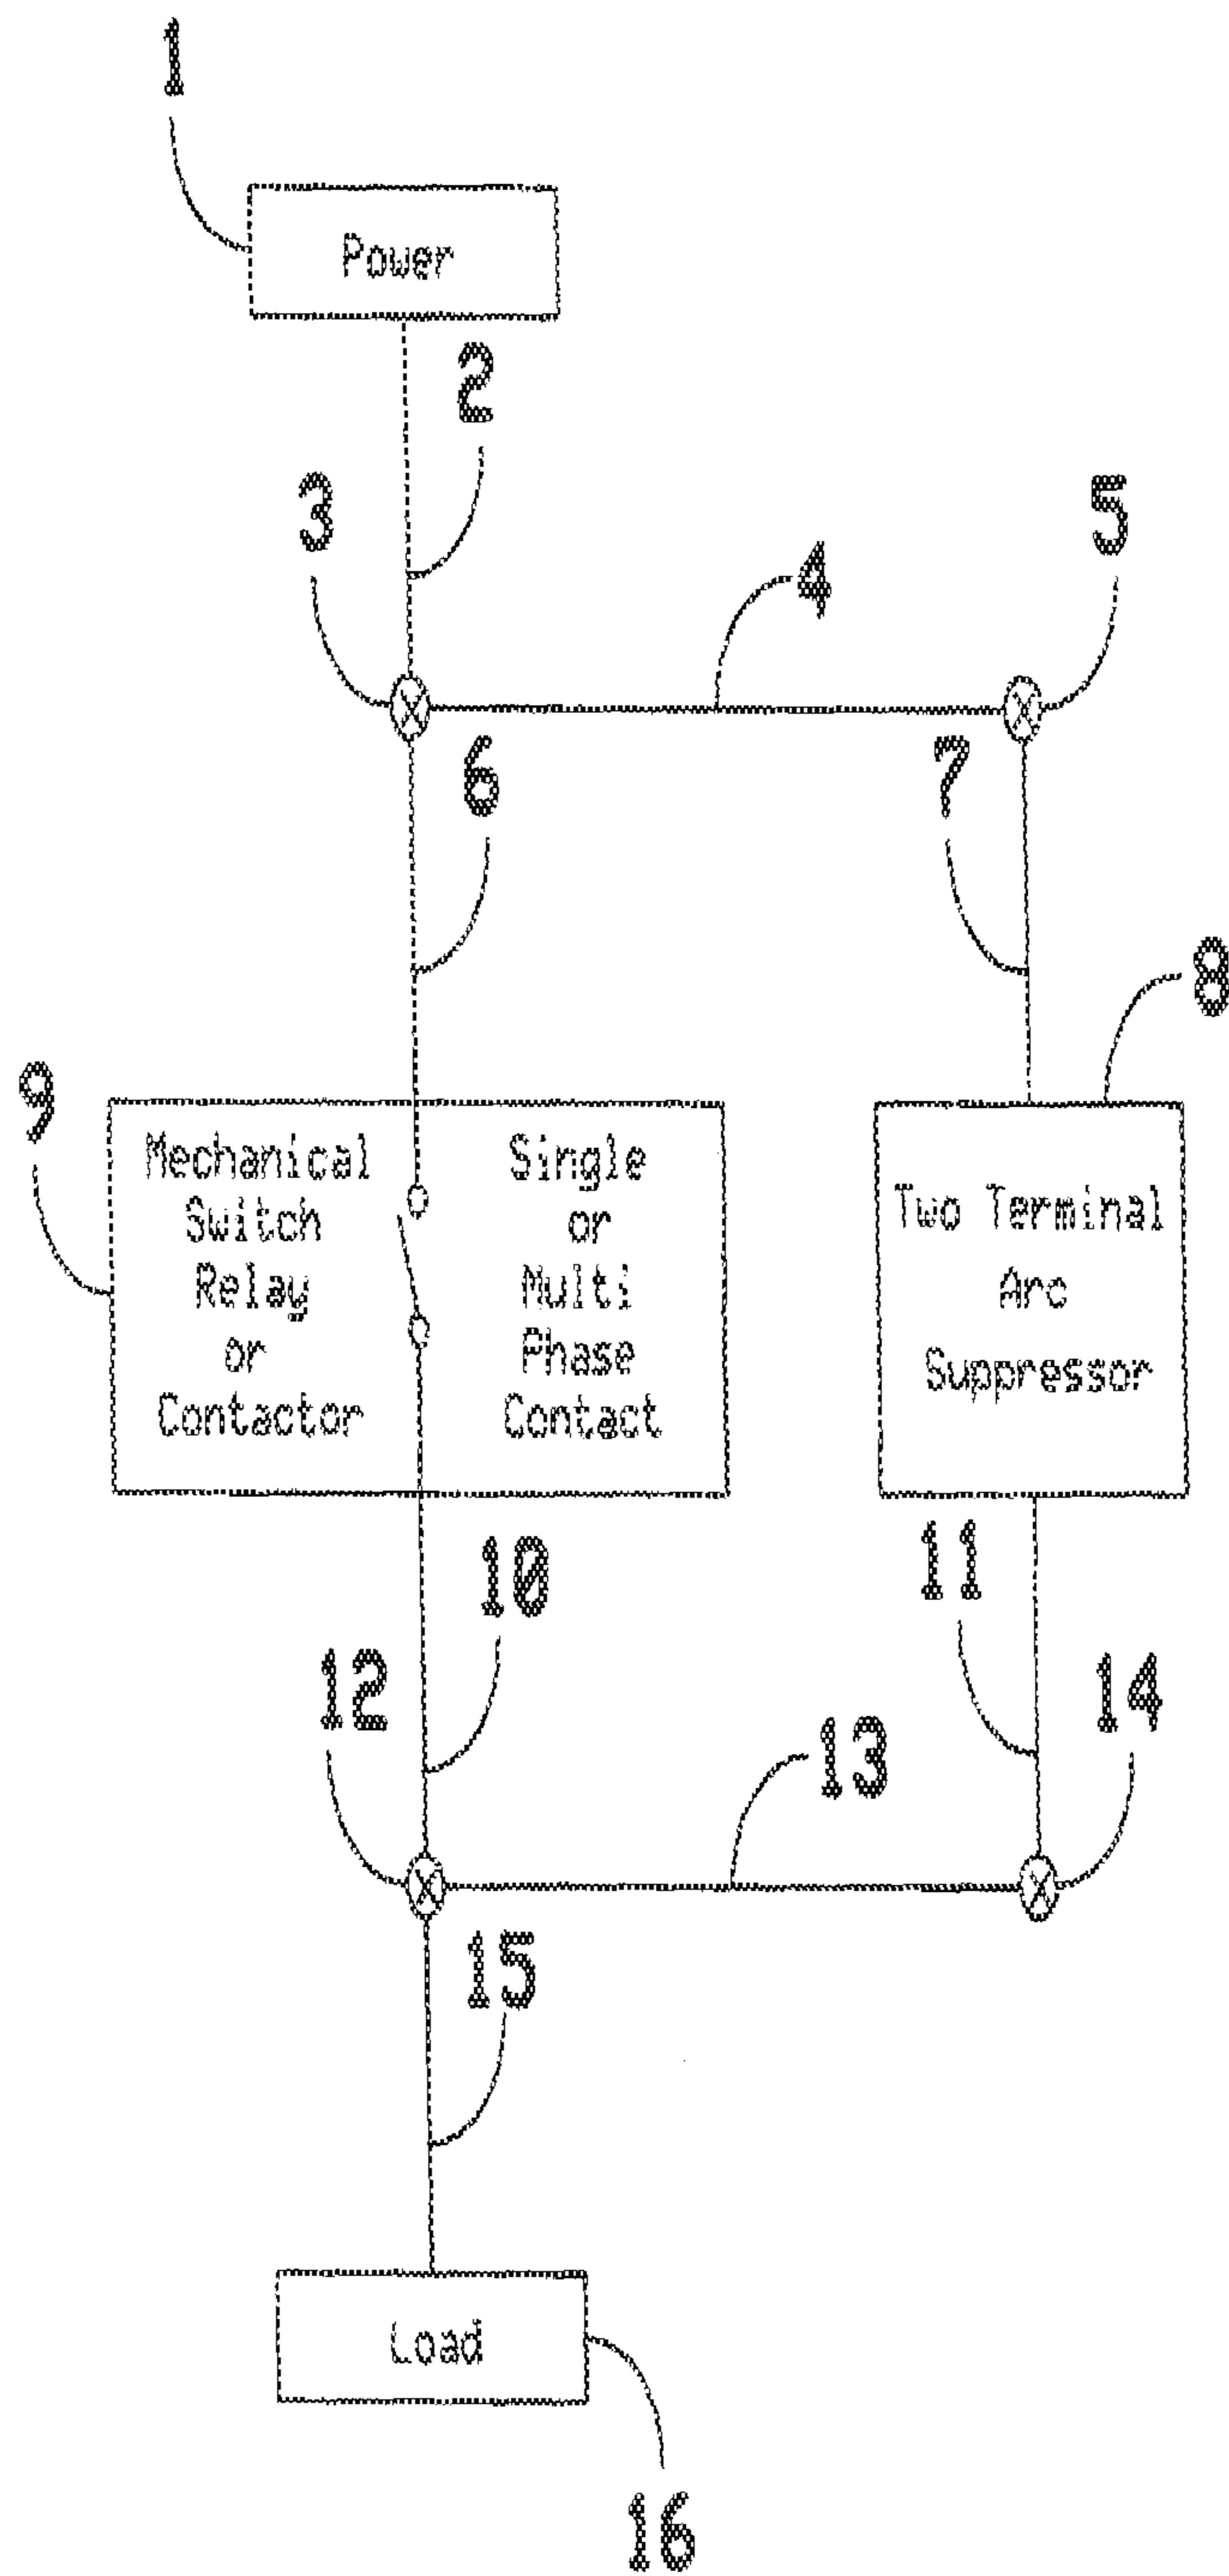 1
Power
2
3
4
5
6
7
8
9
Mechanical
Switch
Relay
or
Contactor
Single
or
Multi
Phase
Contact
Two Terminal
Arc
Suppressor
10
11
12
13
14
15
Load
16